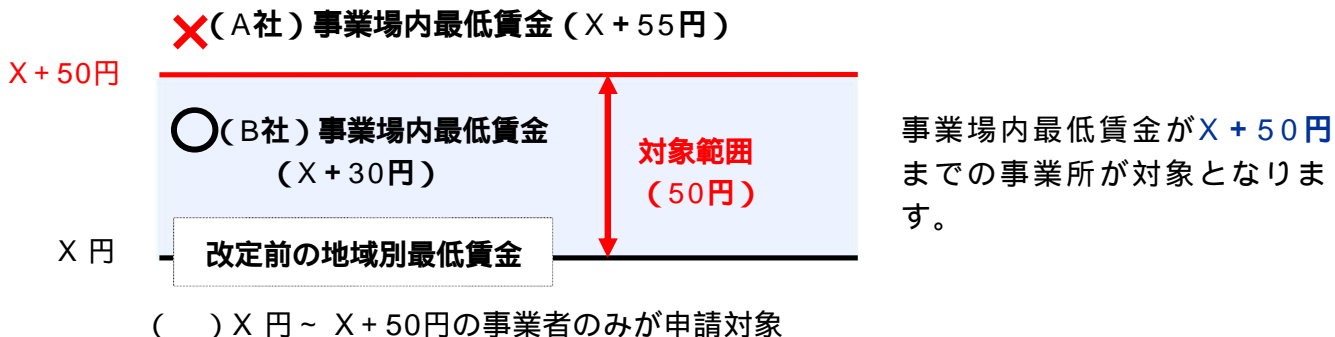 (A社)事業場内最低賃金(X+55円)
X+50円
(B社)事業場内最低賃金
(X+30円)
対象範囲
(50円)
事業場内最低賃金がX+50円
までの事業所が対象となりま
す。
X 円
改定前の地域別最低賃金
(　)X 円~ X+50円の事業者のみが申請対象